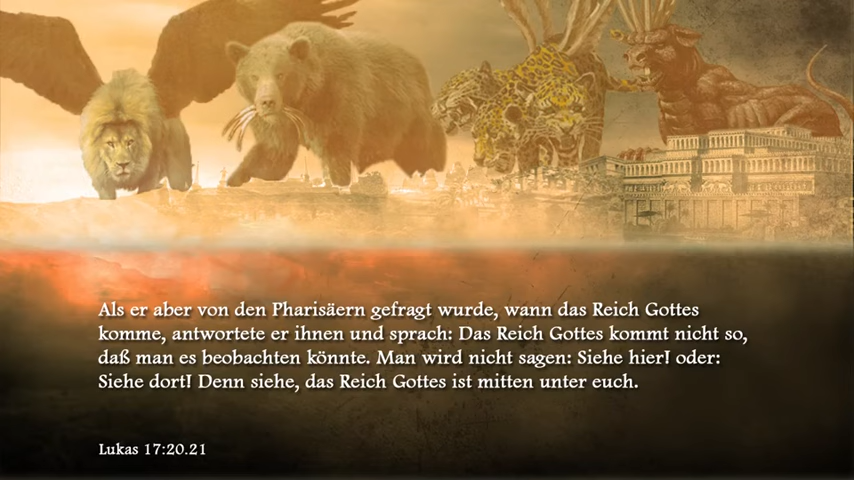 Als er aber von den Pharisäern gefragt wurde, wann das Reich Gottes
komme, antwortete er ihnen und sprach: Das Reich Gottes kommt nicht so,
daß man es beobachten könnte. Man wird nicht sagen: Siehe hier! oder:
Siehe dort! Denn siehe, das Reich Gottes ist mitten unter euch.
Lukas 17:20.21